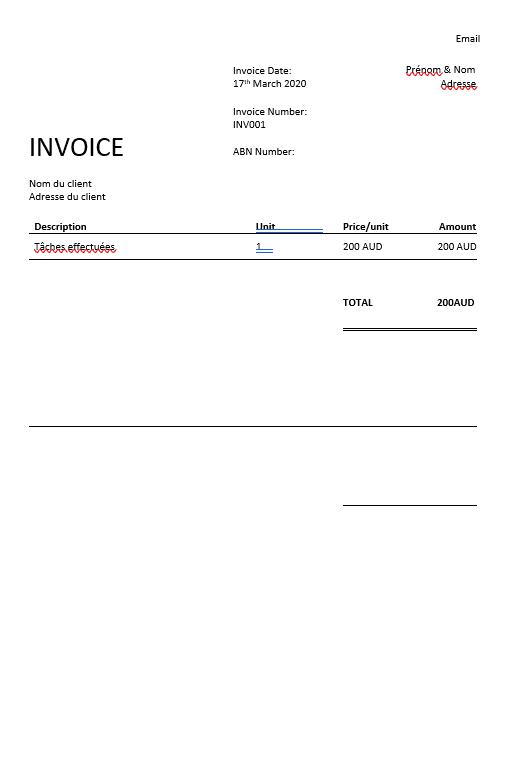 Email
Prénom & Nom
Adresse
Invoice Date:
17th March 2020
Invoice Number:
INV001
ABN Number:
INVOICE
Nom du client
Adresse du client
Description Unit Price/unit Amount
Tâches effectuées 1 200 AUD 200 AUD
TOTAL 200AUD